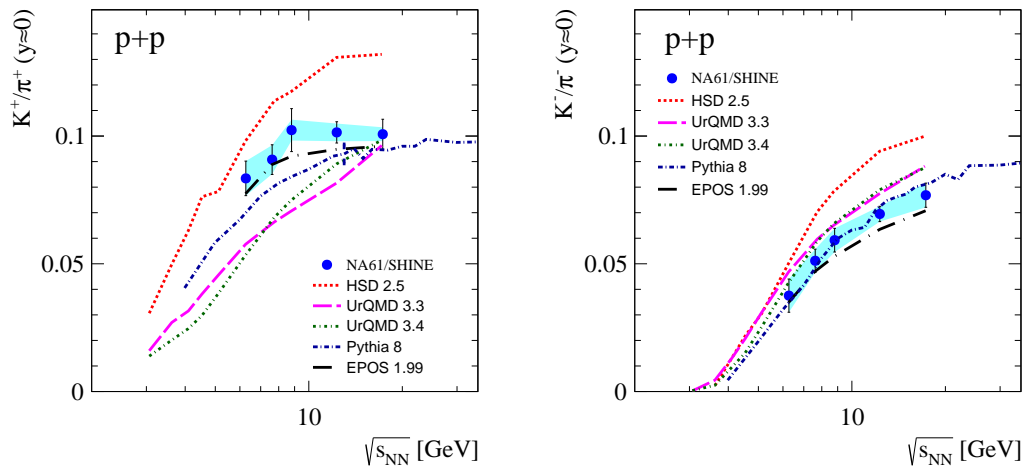 p+p
K⁺/π⁺ (y≈0)
0.1
0.05
0
NA61/SHINE
HSD 2.5
UrQMD 3.3
UrQMD 3.4
Pythia 8
EPOS 1.99
10
√s_NN [GeV]
p+p
K⁻/π⁻ (y≈0)
NA61/SHINE
HSD 2.5
UrQMD 3.3
UrQMD 3.4
Pythia 8
EPOS 1.99
0.1
0.05
0
10
√s_NN [GeV]